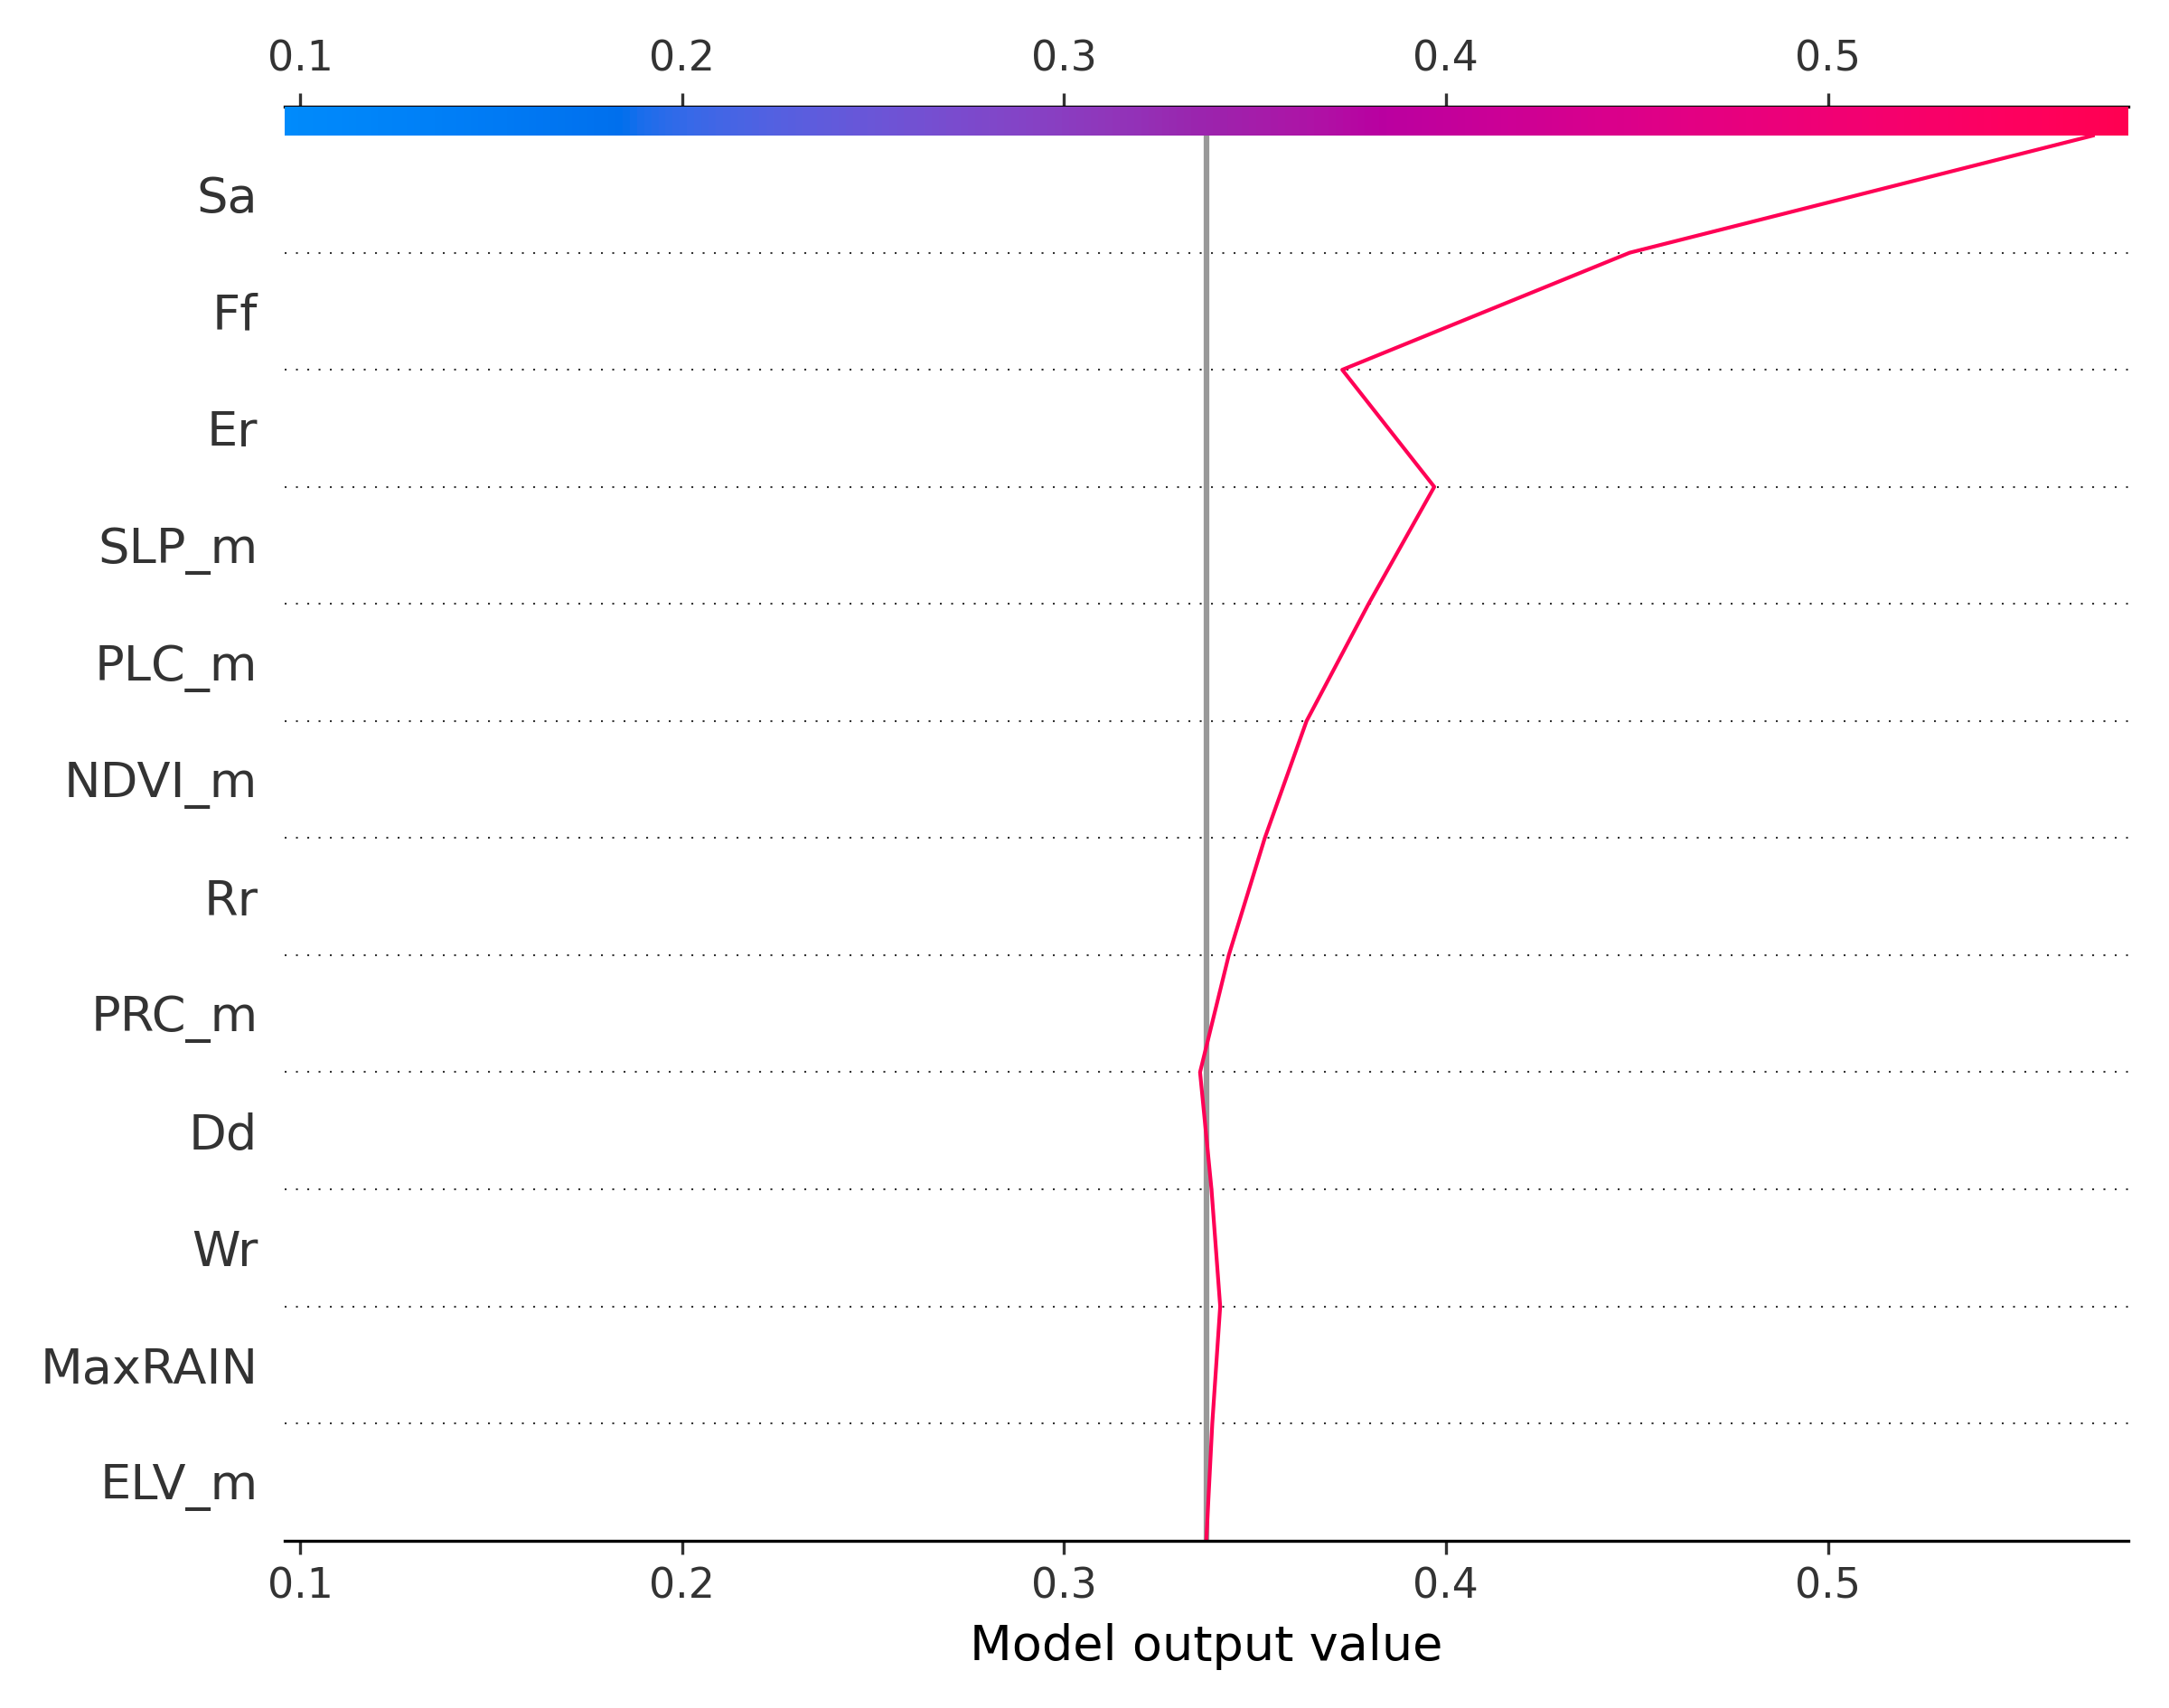 0.1 0.2 0.3 0.4 0.5
Sa
Ff
Er
SLP_m
PLC_m
NDVI_m
Rr
PRC_m
Dd
Wr
MaxRAIN
ELV_m
0.1 0.2 0.3 0.4 0.5
Model output value